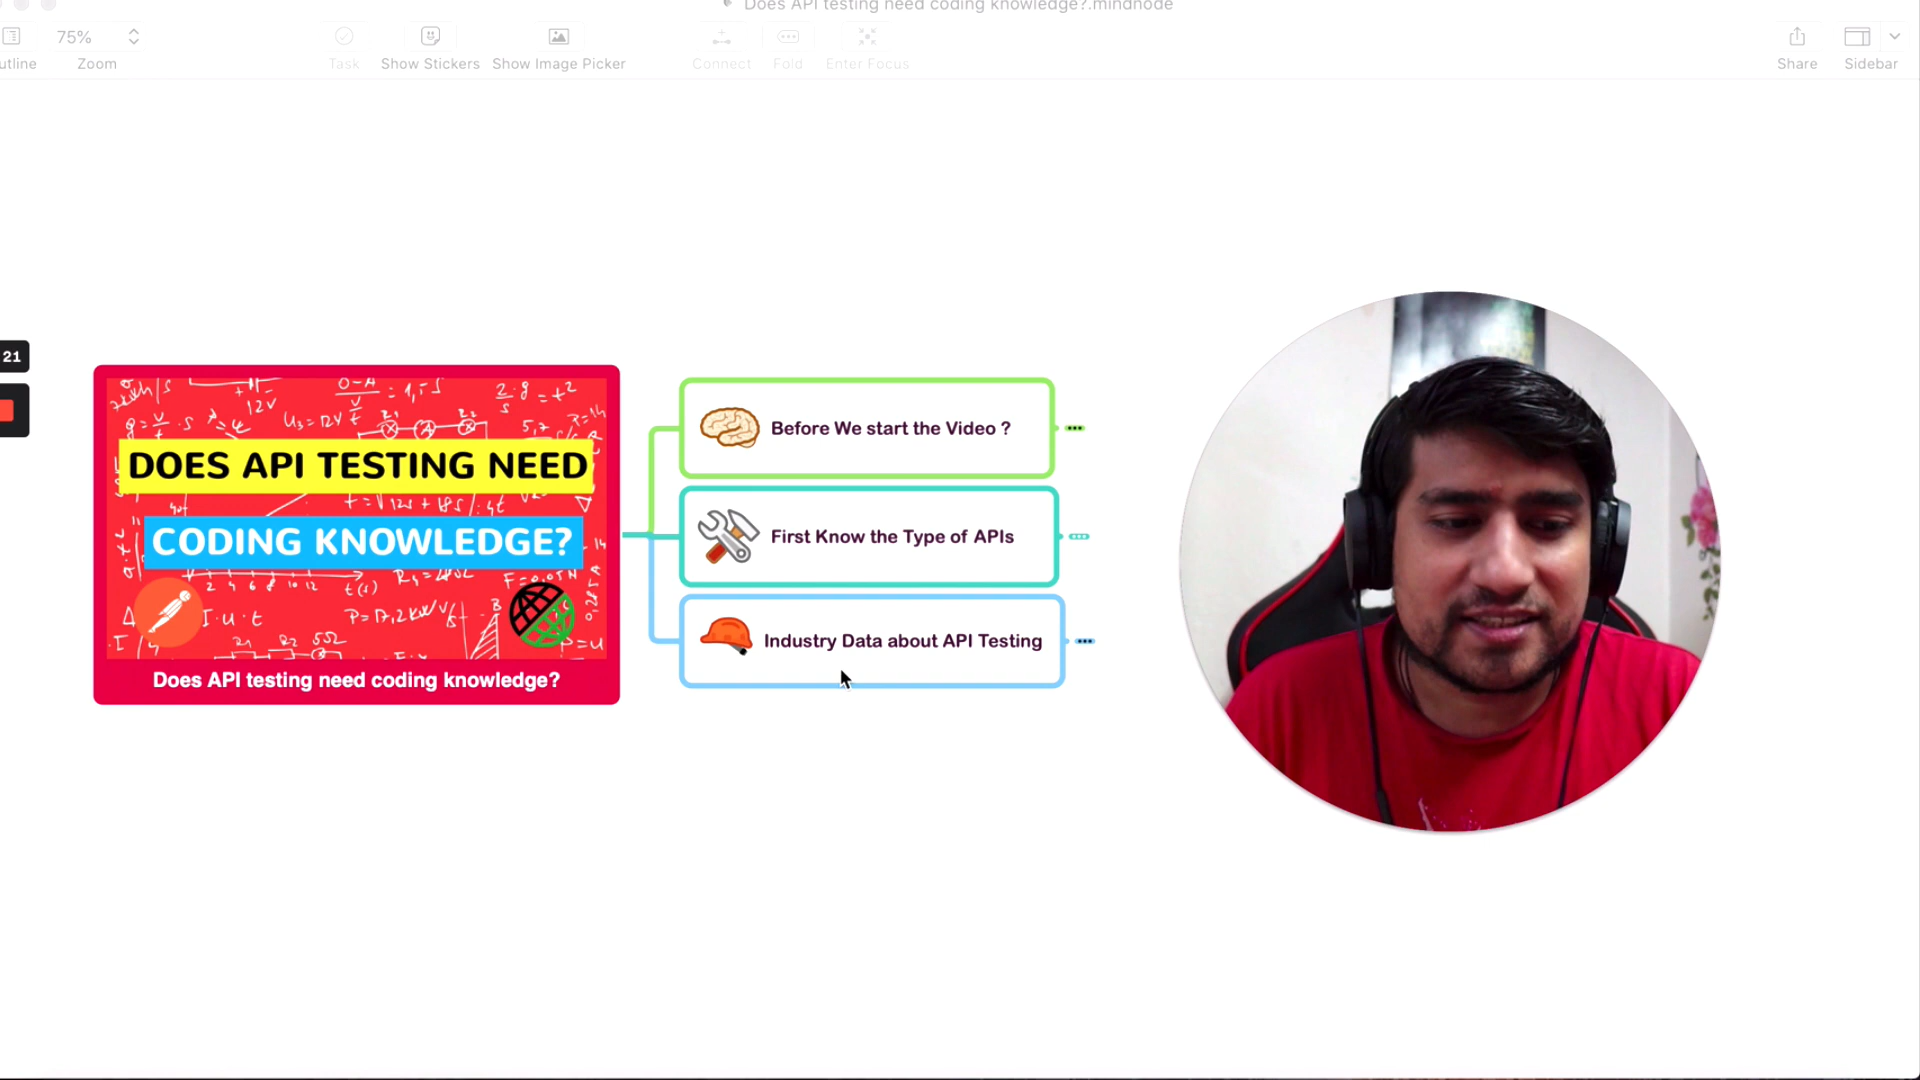 Does API testing need coding knowledge?.mindnode
75%
utline
Zoom
Task
Show Stickers
Show Image Picker
Connect
Fold
Enter Focus
Share
Sidebar
21
DOES API TESTING NEED
CODING KNOWLEDGE?
Does API testing need coding knowledge?
Before We start the Video ?
First Know the Type of APIs
Industry Data about API Testing